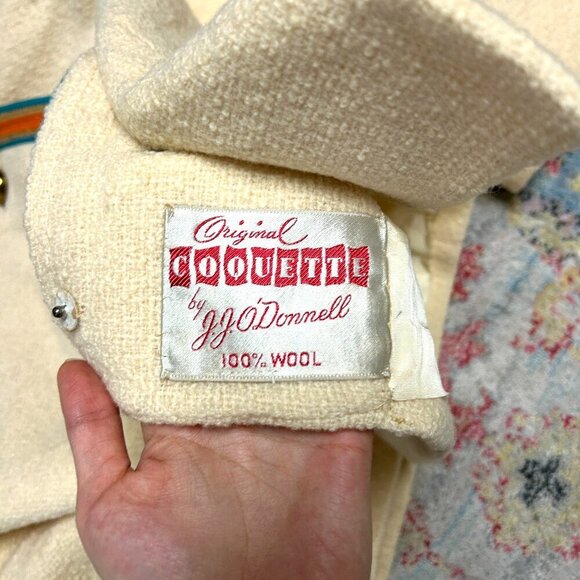 Original
COQUETTE
by
J.J O'Donnell
100% WOOL